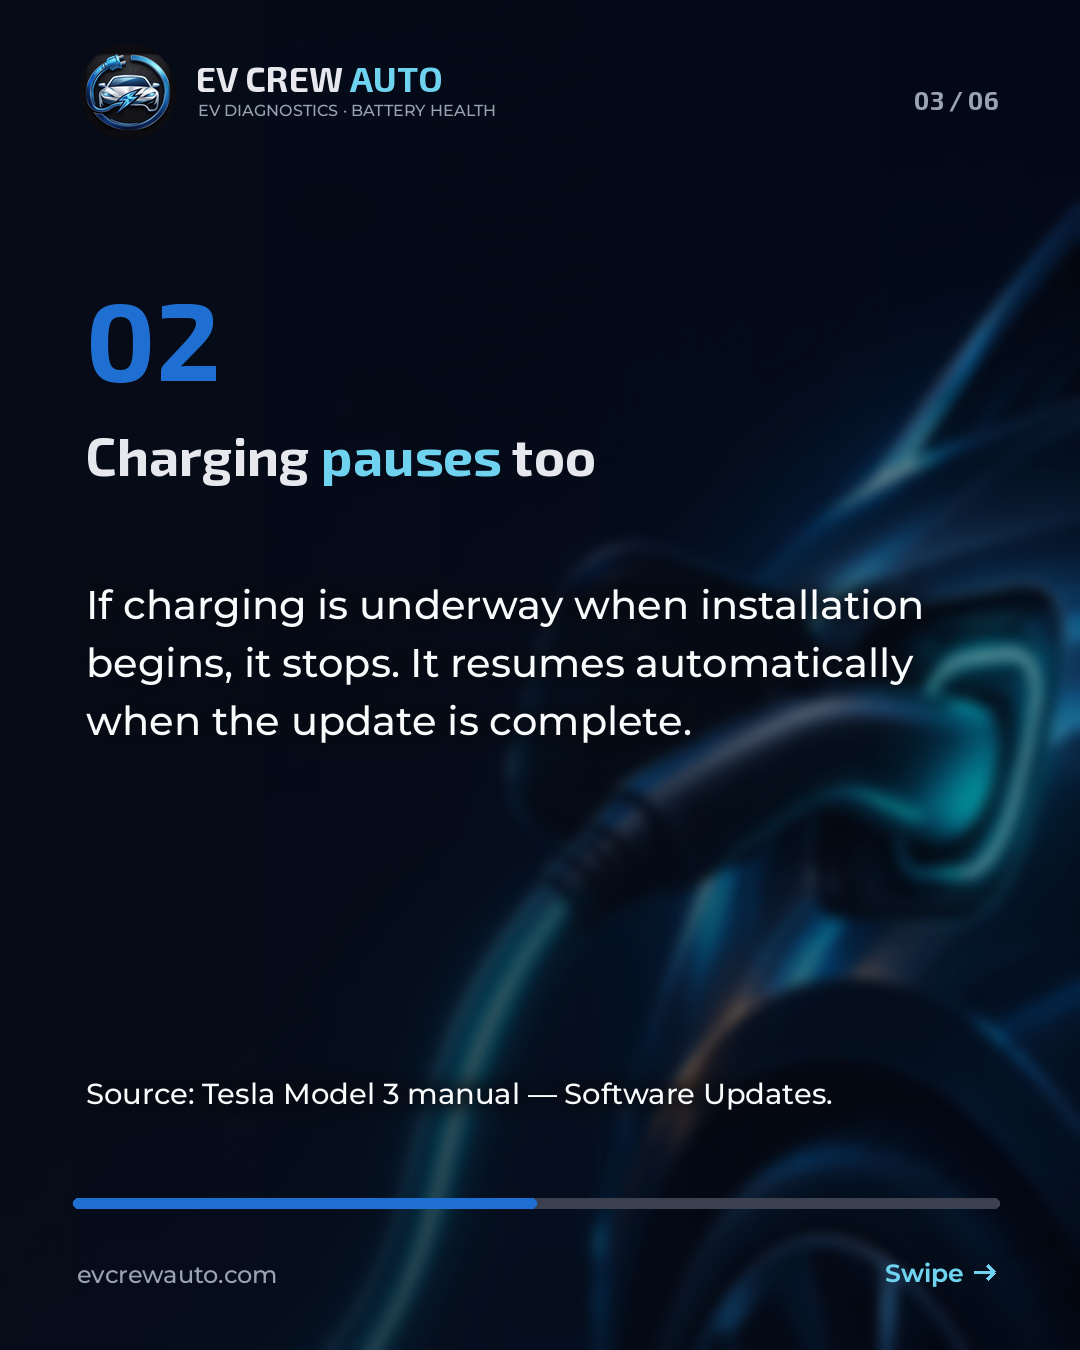 EV CREW AUTO
EV DIAGNOSTICS · BATTERY HEALTH
03 / 06
02
Charging pauses too
If charging is underway when installation
begins, it stops. It resumes automatically
when the update is complete.
Source: Tesla Model 3 manual — Software Updates.
evcrewauto.com
Swipe →